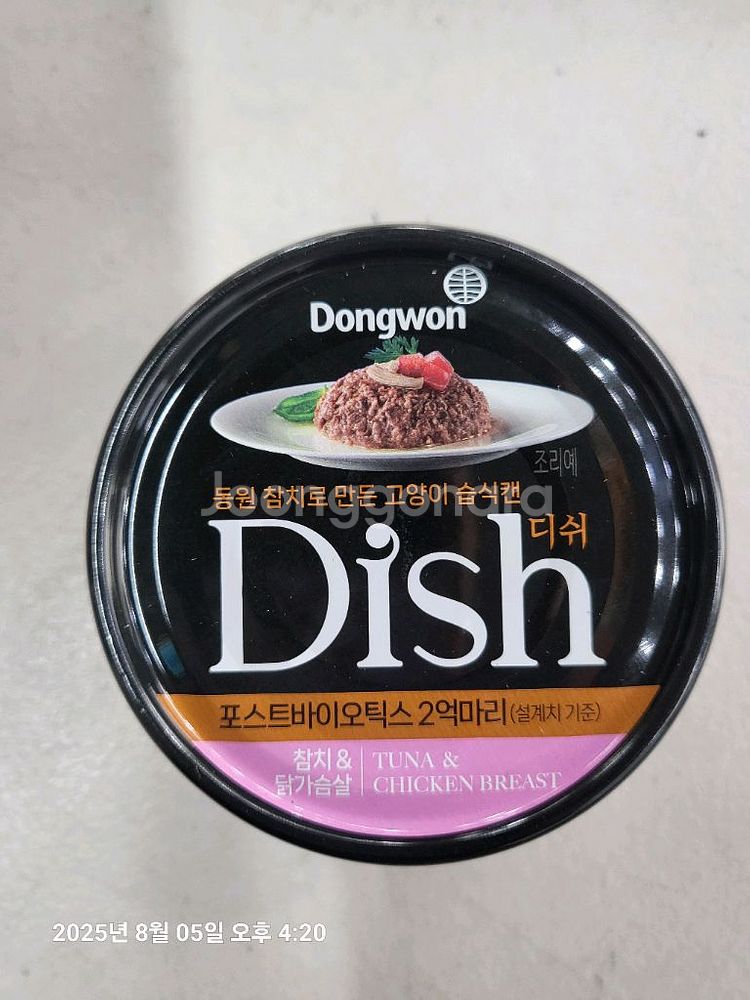 Dongwon
조리예
동원 참치로 만든 고양이 습식캔
Joonggonara
디쉬
Dish
포스트바이오틱스 2억마리 (설계치 기준)
참치 &
닭가슴살
TUNA &
CHICKEN BREAST
2025년 8월 05일 오후 4:20